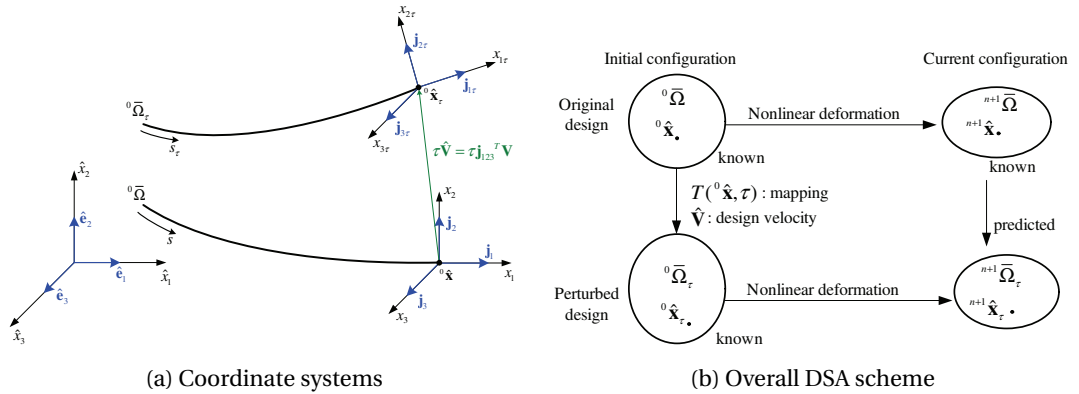 x₂τ
j₂τ
x₁τ
j₁τ
⁰x̂τ
j₃τ
x₃τ
⁰Ω̄τ
sτ
τV̂ = τj₁₂₃ᵀV
x̂₂
ê₂
ê₁
x̂₁
ê₃
x̂₃
⁰Ω̄
s
x₂
j₂
j₁
x₁
⁰x̂
j₃
x₃
(a) Coordinate systems
Initial configuration
Current configuration
Original
design
⁰Ω̄
⁰x̂
known
Nonlinear deformation
ⁿ⁺¹Ω̄
ⁿ⁺¹x̂
known
T(⁰x̂,τ) : mapping
V̂ : design velocity
predicted
Perturbed
design
⁰Ω̄τ
⁰x̂τ
known
Nonlinear deformation
ⁿ⁺¹Ω̄τ
ⁿ⁺¹x̂τ
(b) Overall DSA scheme